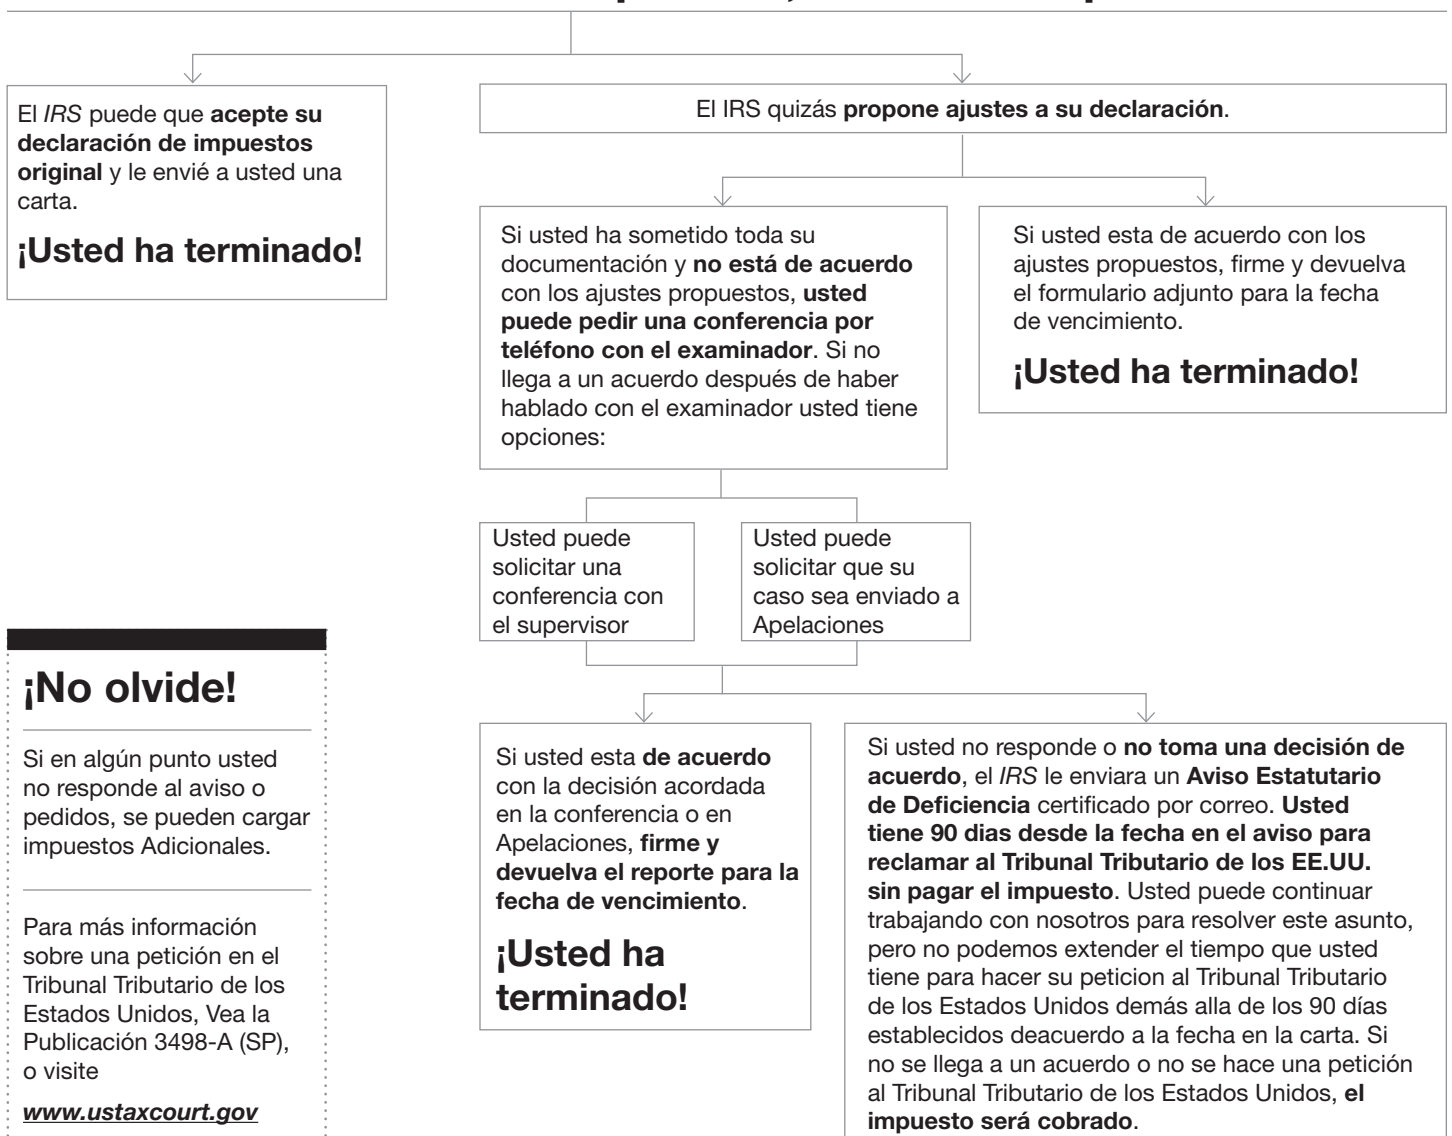 El IRS puede que acepte su
declaración de impuestos
original y le envié a usted una
carta.
¡Usted ha terminado!
El IRS quizás propone ajustes a su declaración.
Si usted ha sometido toda su
documentación y no está de acuerdo
con los ajustes propuestos, usted
puede pedir una conferencia por
teléfono con el examinador. Si no
llega a un acuerdo después de haber
hablado con el examinador usted tiene
opciones:
Si usted esta de acuerdo con los
ajustes propuestos, firme y devuelva
el formulario adjunto para la fecha
de vencimiento.
¡Usted ha terminado!
Usted puede
solicitar una
conferencia con
el supervisor
Usted puede
solicitar que su
caso sea enviado a
Apelaciones
¡No olvide!
Si en algún punto usted
no responde al aviso o
pedidos, se pueden cargar
impuestos Adicionales.
Para más información
sobre una petición en el
Tribunal Tributario de los
Estados Unidos, Vea la
Publicación 3498-A (SP),
o visite
www.ustaxcourt.gov
Si usted esta de acuerdo
con la decisión acordada
en la conferencia o en
Apelaciones, firme y
devuelva el reporte para la
fecha de vencimiento.
¡Usted ha
terminado!
Si usted no responde o no toma una decisión de
acuerdo, el IRS le enviara un Aviso Estatutario
de Deficiencia certificado por correo. Usted
tiene 90 dias desde la fecha en el aviso para
reclamar al Tribunal Tributario de los EE.UU.
sin pagar el impuesto. Usted puede continuar
trabajando con nosotros para resolver este asunto,
pero no podemos extender el tiempo que usted
tiene para hacer su peticion al Tribunal Tributario
de los Estados Unidos demás alla de los 90 días
establecidos deacuerdo a la fecha en la carta. Si
no se llega a un acuerdo o no se hace una petición
al Tribunal Tributario de los Estados Unidos, el
impuesto será cobrado.